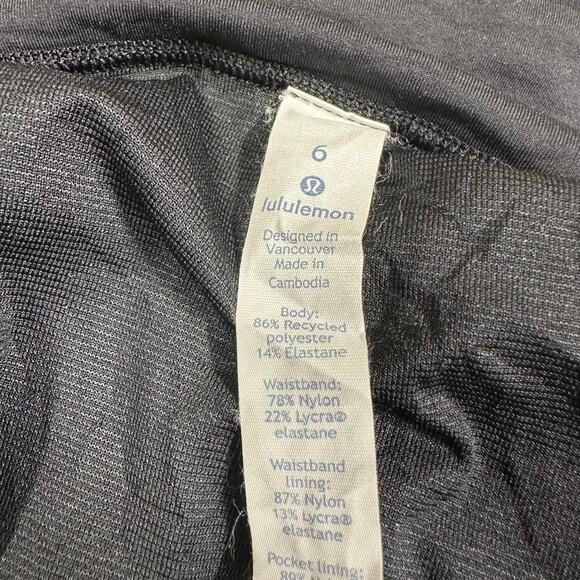 6
lululemon
Designed in
Vancouver
Made in
Cambodia
Body:
86% Recycled
polyester
14% Elastane
Waistband:
78% Nylon
22% Lycra®
elastane
Waistband
lining:
87% Nylon
13% Lycra®
elastane
Pocket lining: